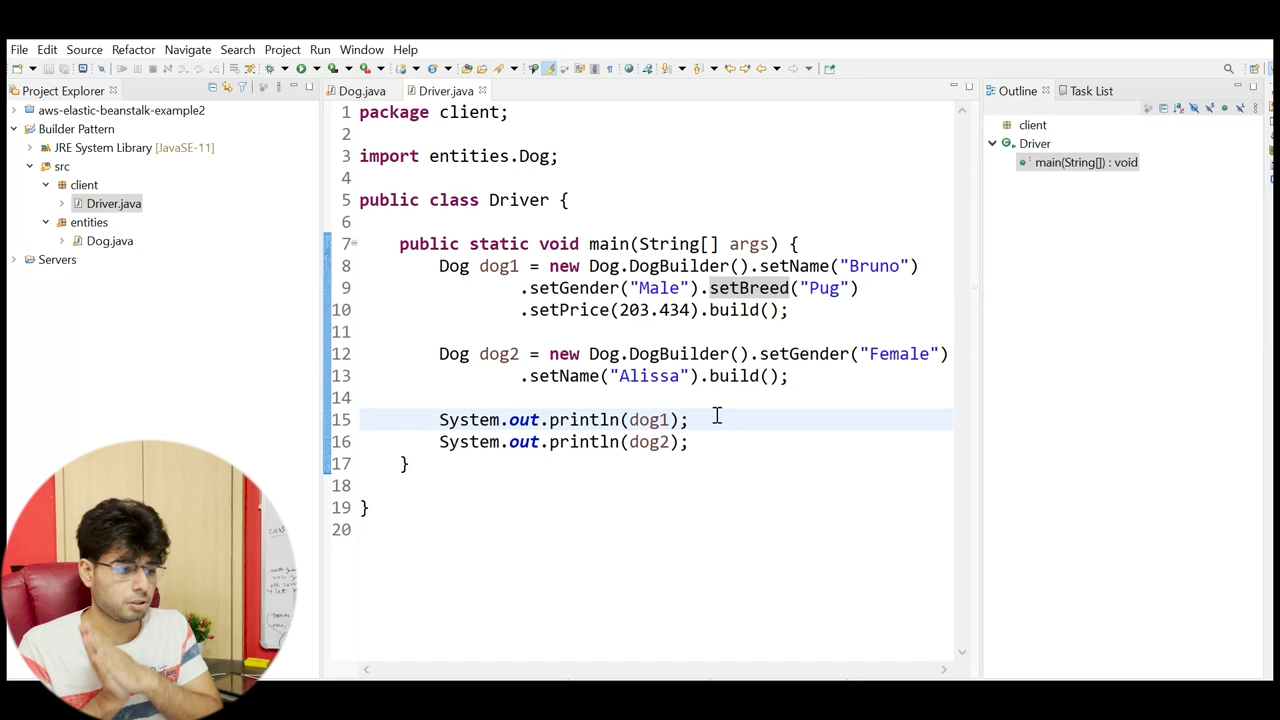 File Edit Source Refactor Navigate Search Project Run Window Help
Project Explorer
aws-elastic-beanstalk-example2
Builder Pattern
JRE System Library [JavaSE-11]
src
client
Driver.java
entities
Dog.java
Servers
Dog.java Driver.java
1 package client;
2
3 import entities.Dog;
4
5 public class Driver {
6
7 public static void main(String[] args) {
8 Dog dog1 = new Dog.DogBuilder().setName("Bruno")
9 .setGender("Male").setBreed("Pug")
10 .setPrice(203.434).build();
11
12 Dog dog2 = new Dog.DogBuilder().setGender("Female")
13 .setName("Alissa").build();
14
15 System.out.println(dog1);
16 System.out.println(dog2);
17 }
18
19 }
20
Outline Task List
client
Driver
main(String[]) : void